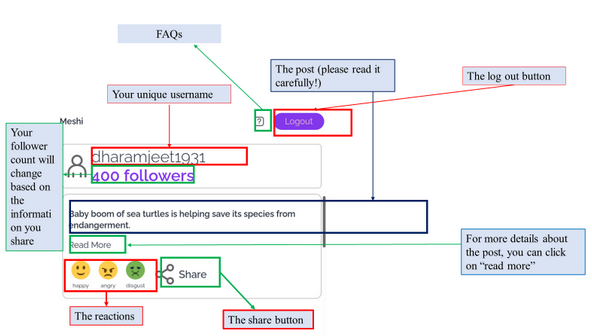 FAQs
The post (please read it
carefully!)
The log out button
Your unique username
Meshi
?
Logout
Your
follower
count will
change
based on
the
informati
on you
share
dharamjeet1931
400 followers
Baby boom of sea turtles is helping save its species from
endangerment.
Read More
For more details about
the post, you can click
on “read more”
happy
angry
disgust
Share
The reactions
The share button